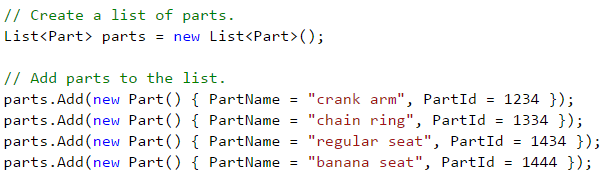 // Create a list of parts.
List<Part> parts = new List<Part>();
// Add parts to the list.
parts.Add(new Part() { PartName = "crank arm", PartId = 1234 });
parts.Add(new Part() { PartName = "chain ring", PartId = 1334 });
parts.Add(new Part() { PartName = "regular seat", PartId = 1434 });
parts.Add(new Part() { PartName = "banana seat", PartId = 1444 });